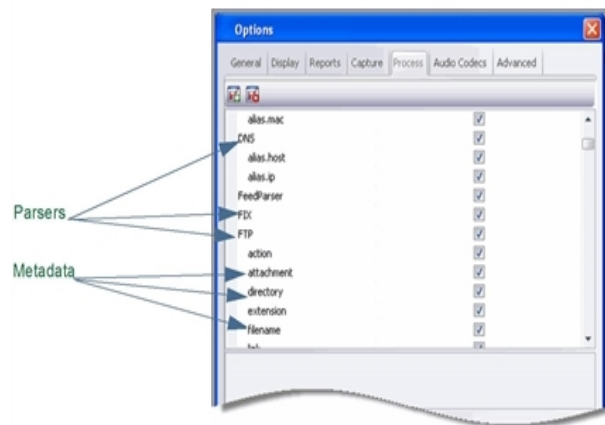 Options
General Display Reports Capture Process Audio Codecs Advanced
alias.mac
DNS
alias.host
alias.ip
FeedParser
FIX
FTP
action
attachment
directory
extension
filename
Parsers
Metadata